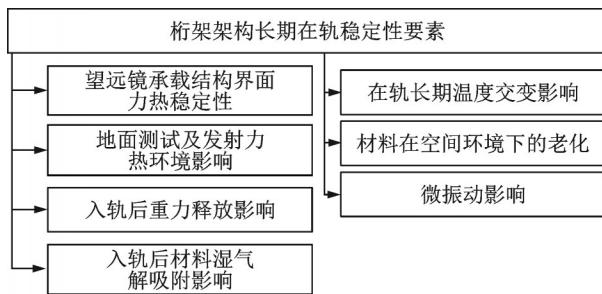 桁架架构长期在轨稳定性要素
望远镜承载结构界面
力热稳定性
地面测试及发射力
热环境影响
入轨后重力释放影响
入轨后材料湿气
解吸附影响
在轨长期温度交变影响
材料在空间环境下的老化
微振动影响